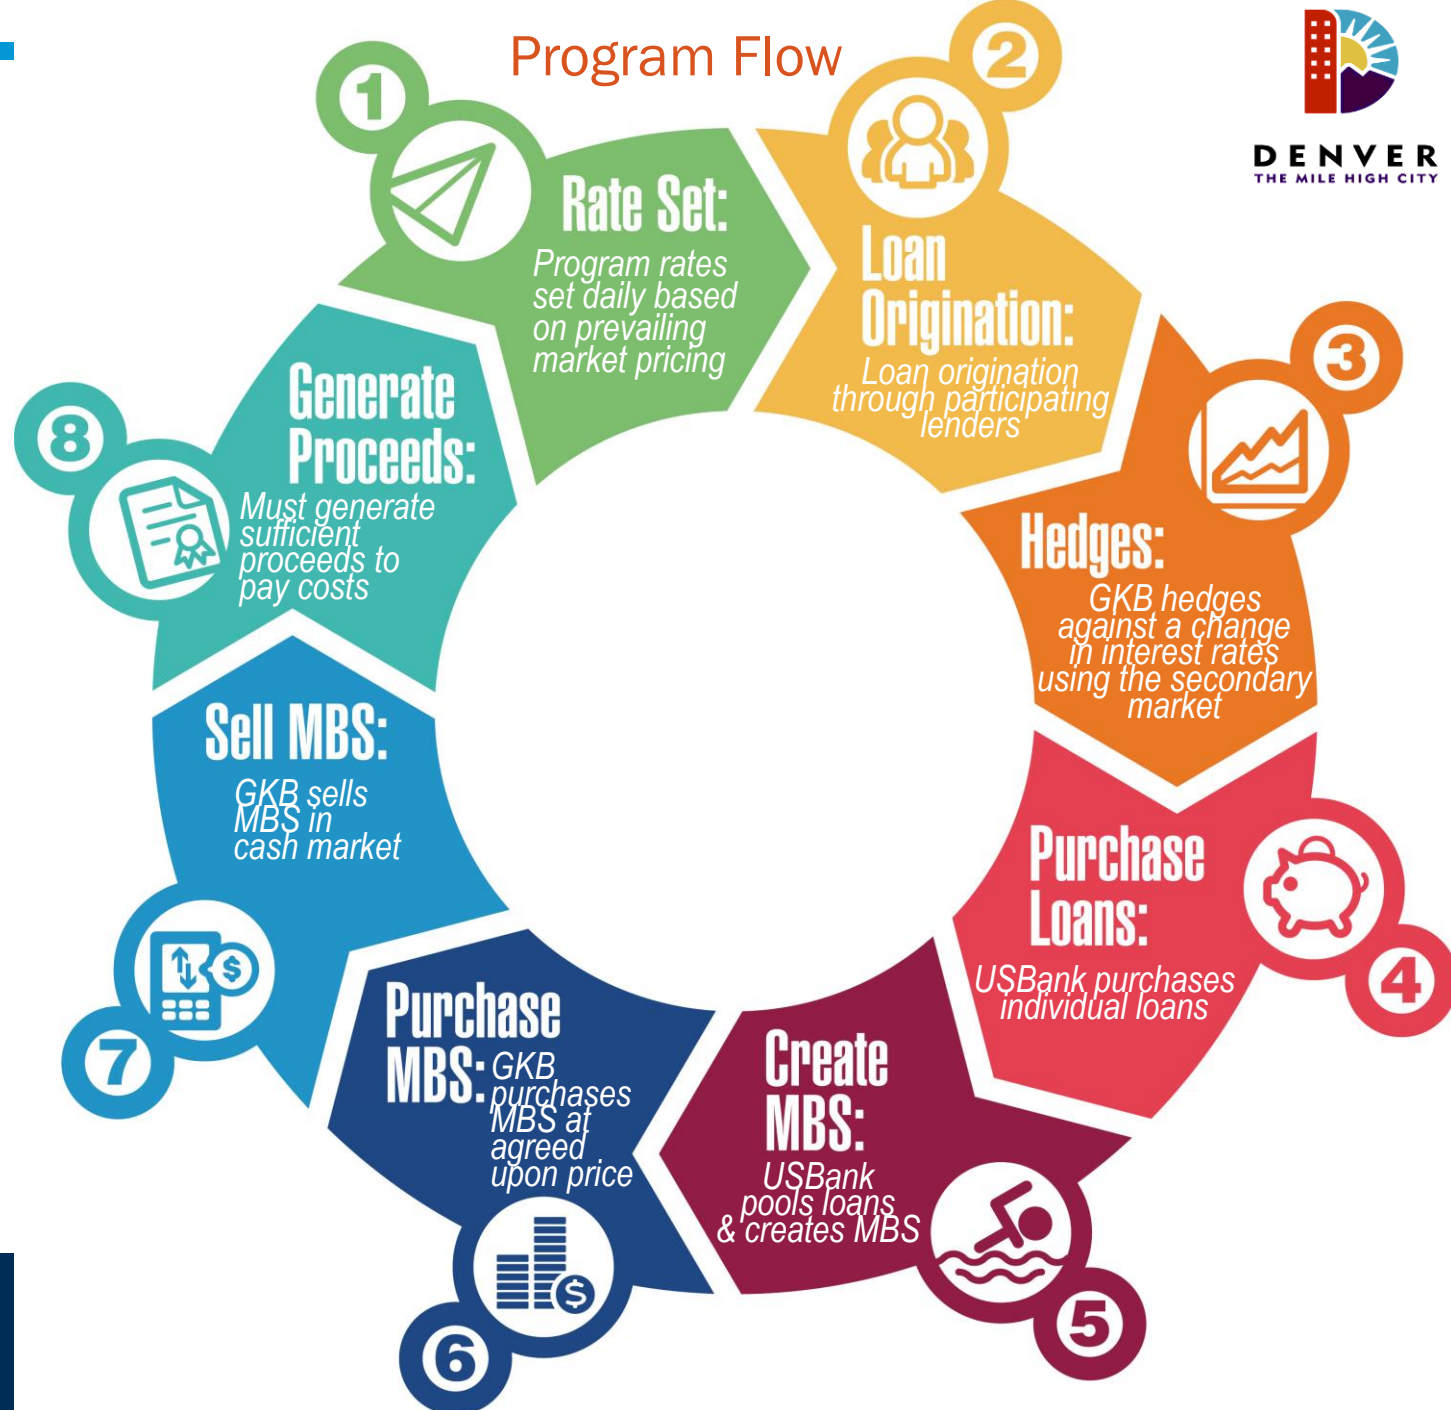 Program Flow
DENVER
THE MILE HIGH CITY
1
Rate Set:
Program rates
set daily based
on prevailing
market pricing
2
Loan
Origination:
Loan origination
through participating
lenders
3
Hedges:
GKB hedges
against a change
in interest rates
using the secondary
market
4
Purchase
Loans:
USBank purchases
individual loans
5
Create
MBS:
USBank
pools loans
& creates MBS
6
Purchase
MBS:
GKB
purchases
MBS at
agreed
upon price
$
7
Sell MBS:
GKB sells
MBS in
cash market
$
8
Generate
Proceeds:
Must generate
sufficient
proceeds to
pay costs